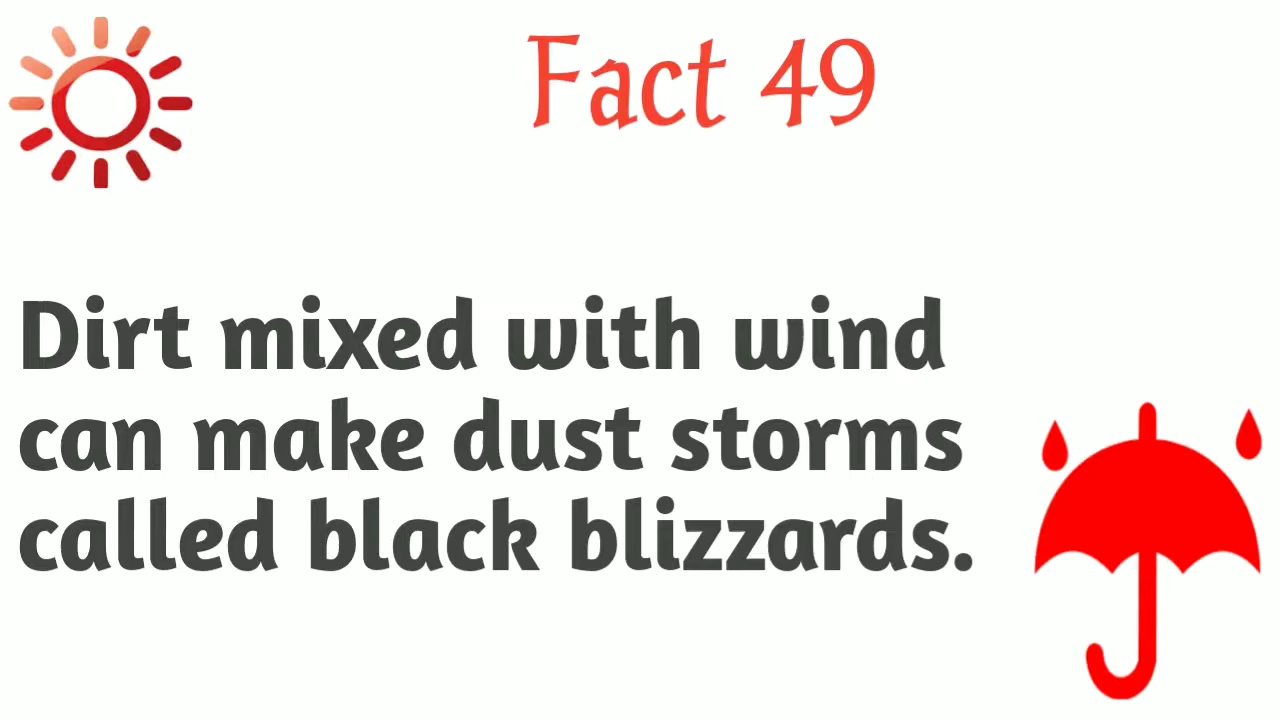 Fact 49
Dirt mixed with wind
can make dust storms
called black blizzards.